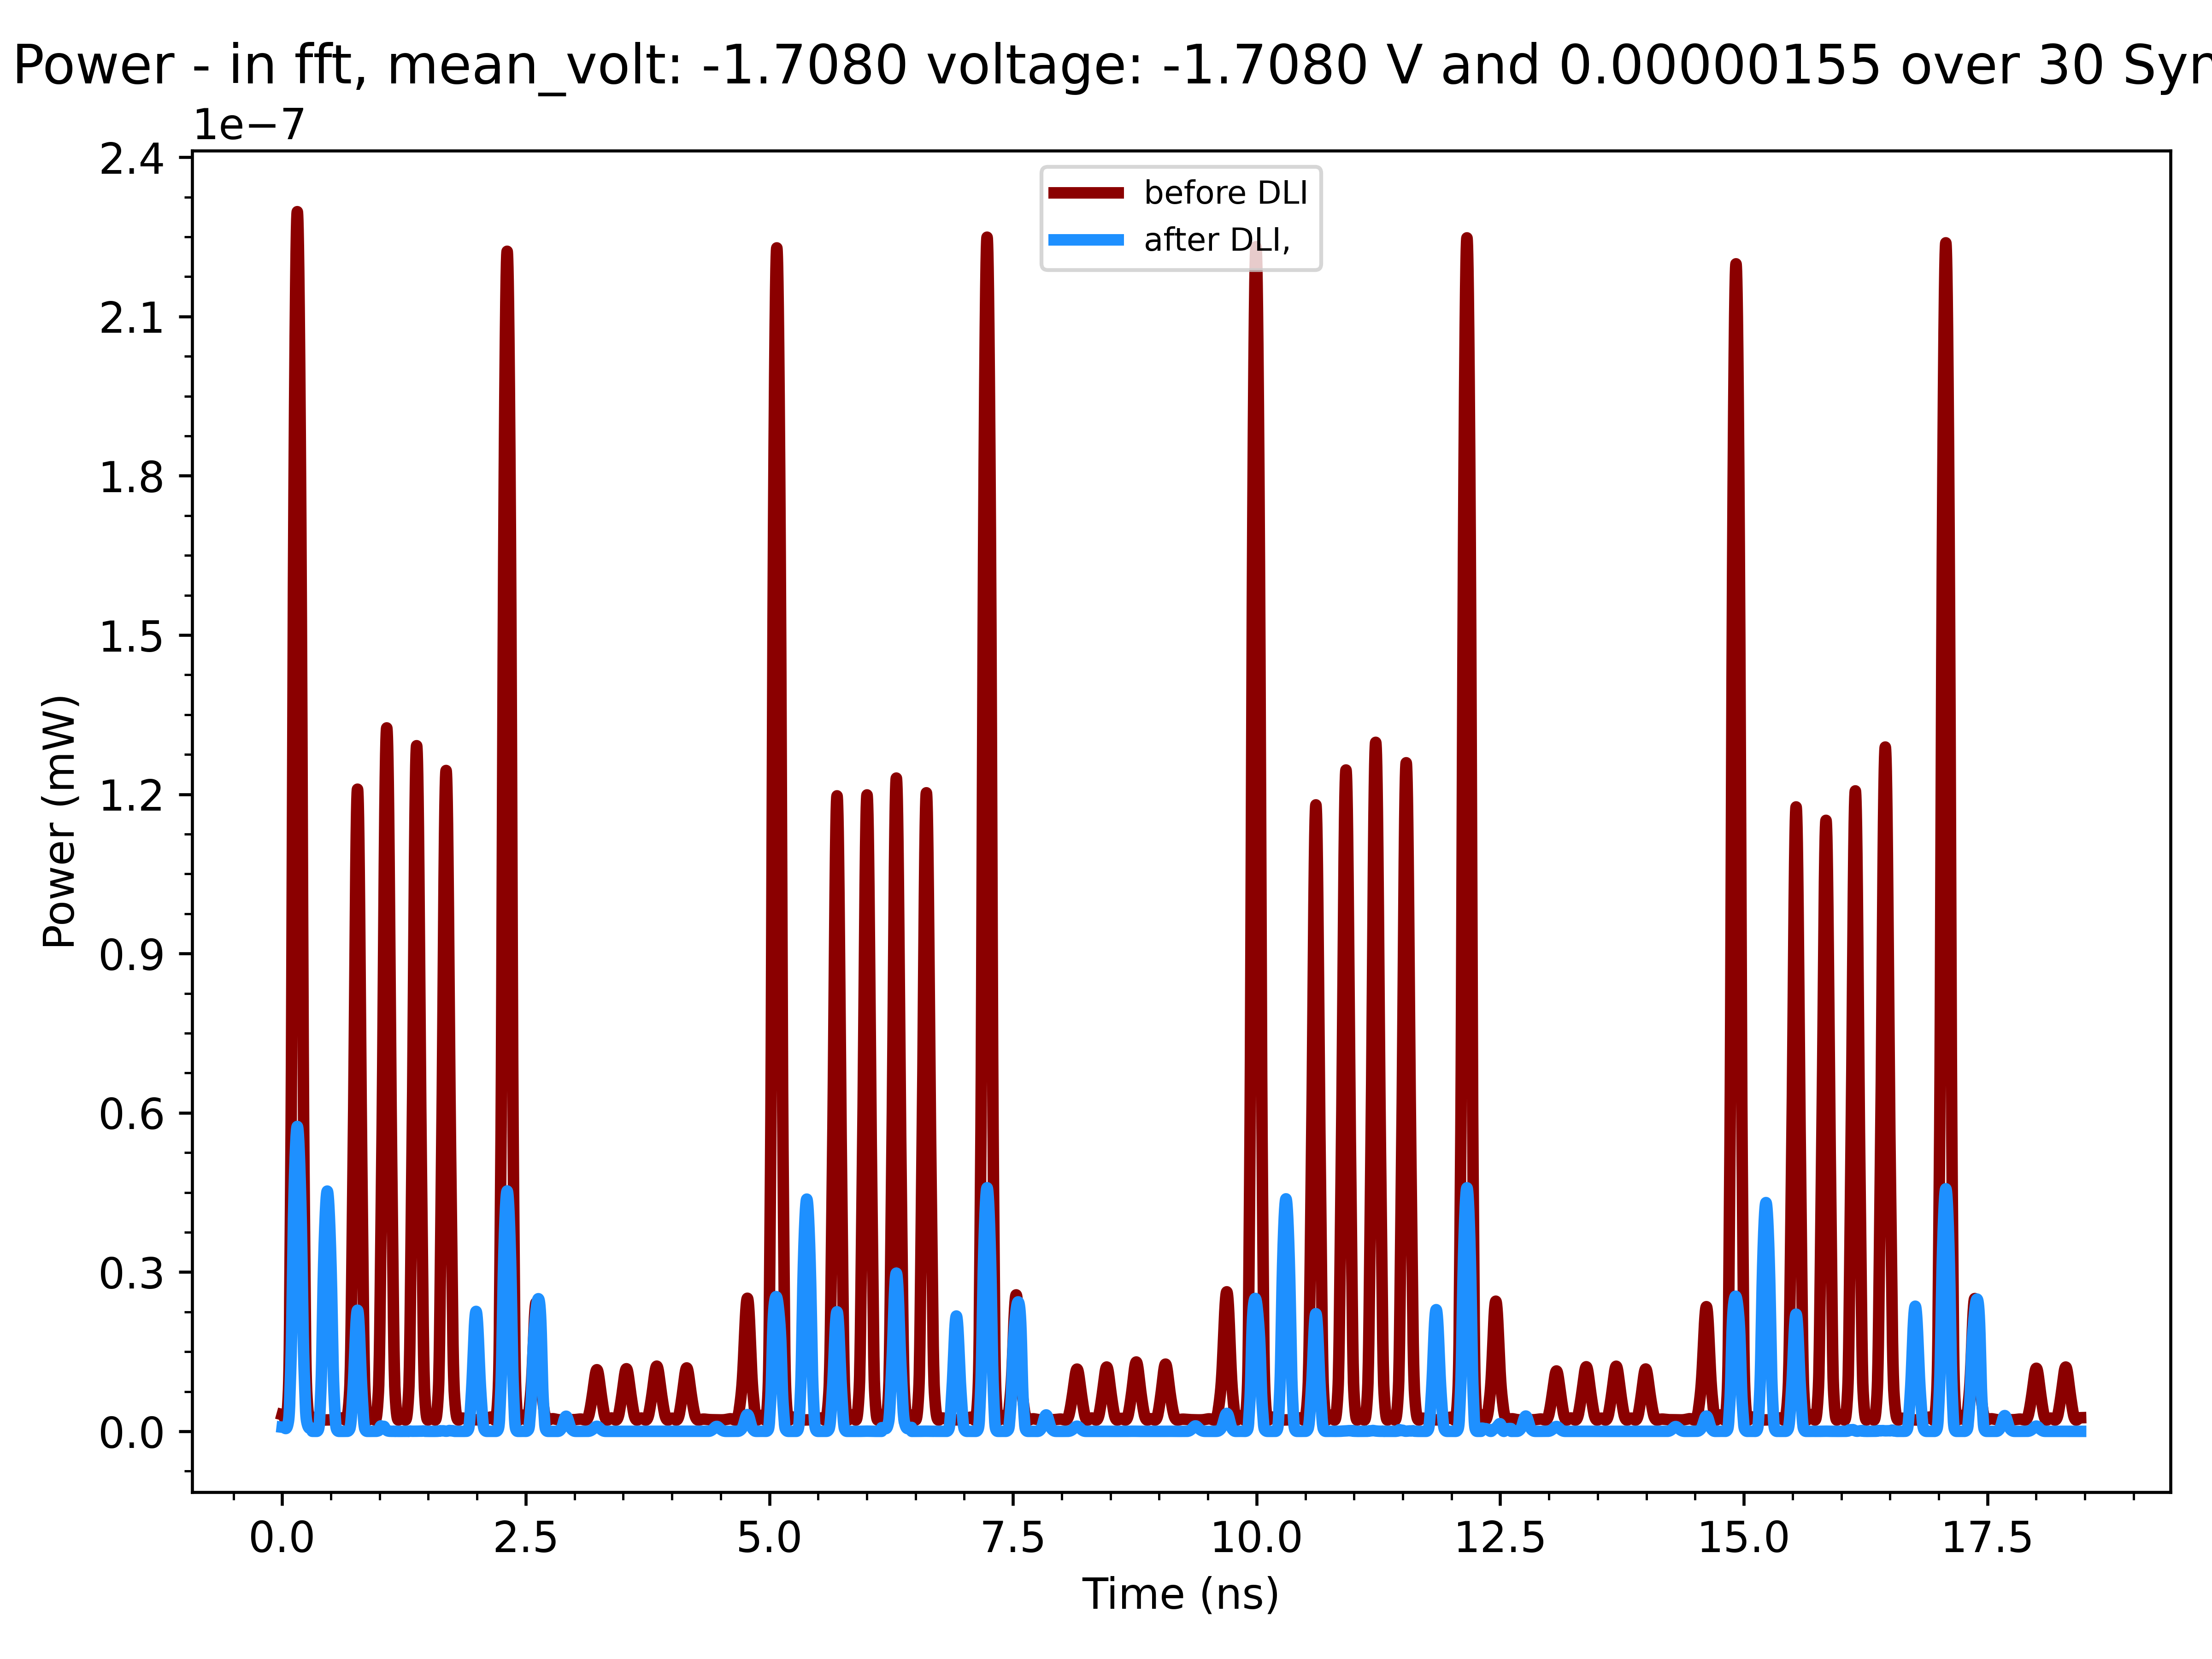 Power - in fft, mean_volt: -1.7080 voltage: -1.7080 V and 0.00000155 over 30
1e−7
2.4
2.1
1.8
1.5
1.2
0.9
0.6
0.3
0.0
Power (mW)
before DLI
after DLI,
0.0 2.5 5.0 7.5 10.0 12.5 15.0 17.5
Time (ns)